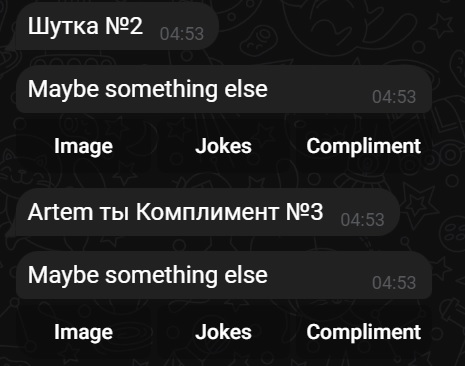 Шутка №2 04:53
Maybe something else 04:53
Image Jokes Compliment
Artem ты Комплимент №3 04:53
Maybe something else 04:53
Image Jokes Compliment